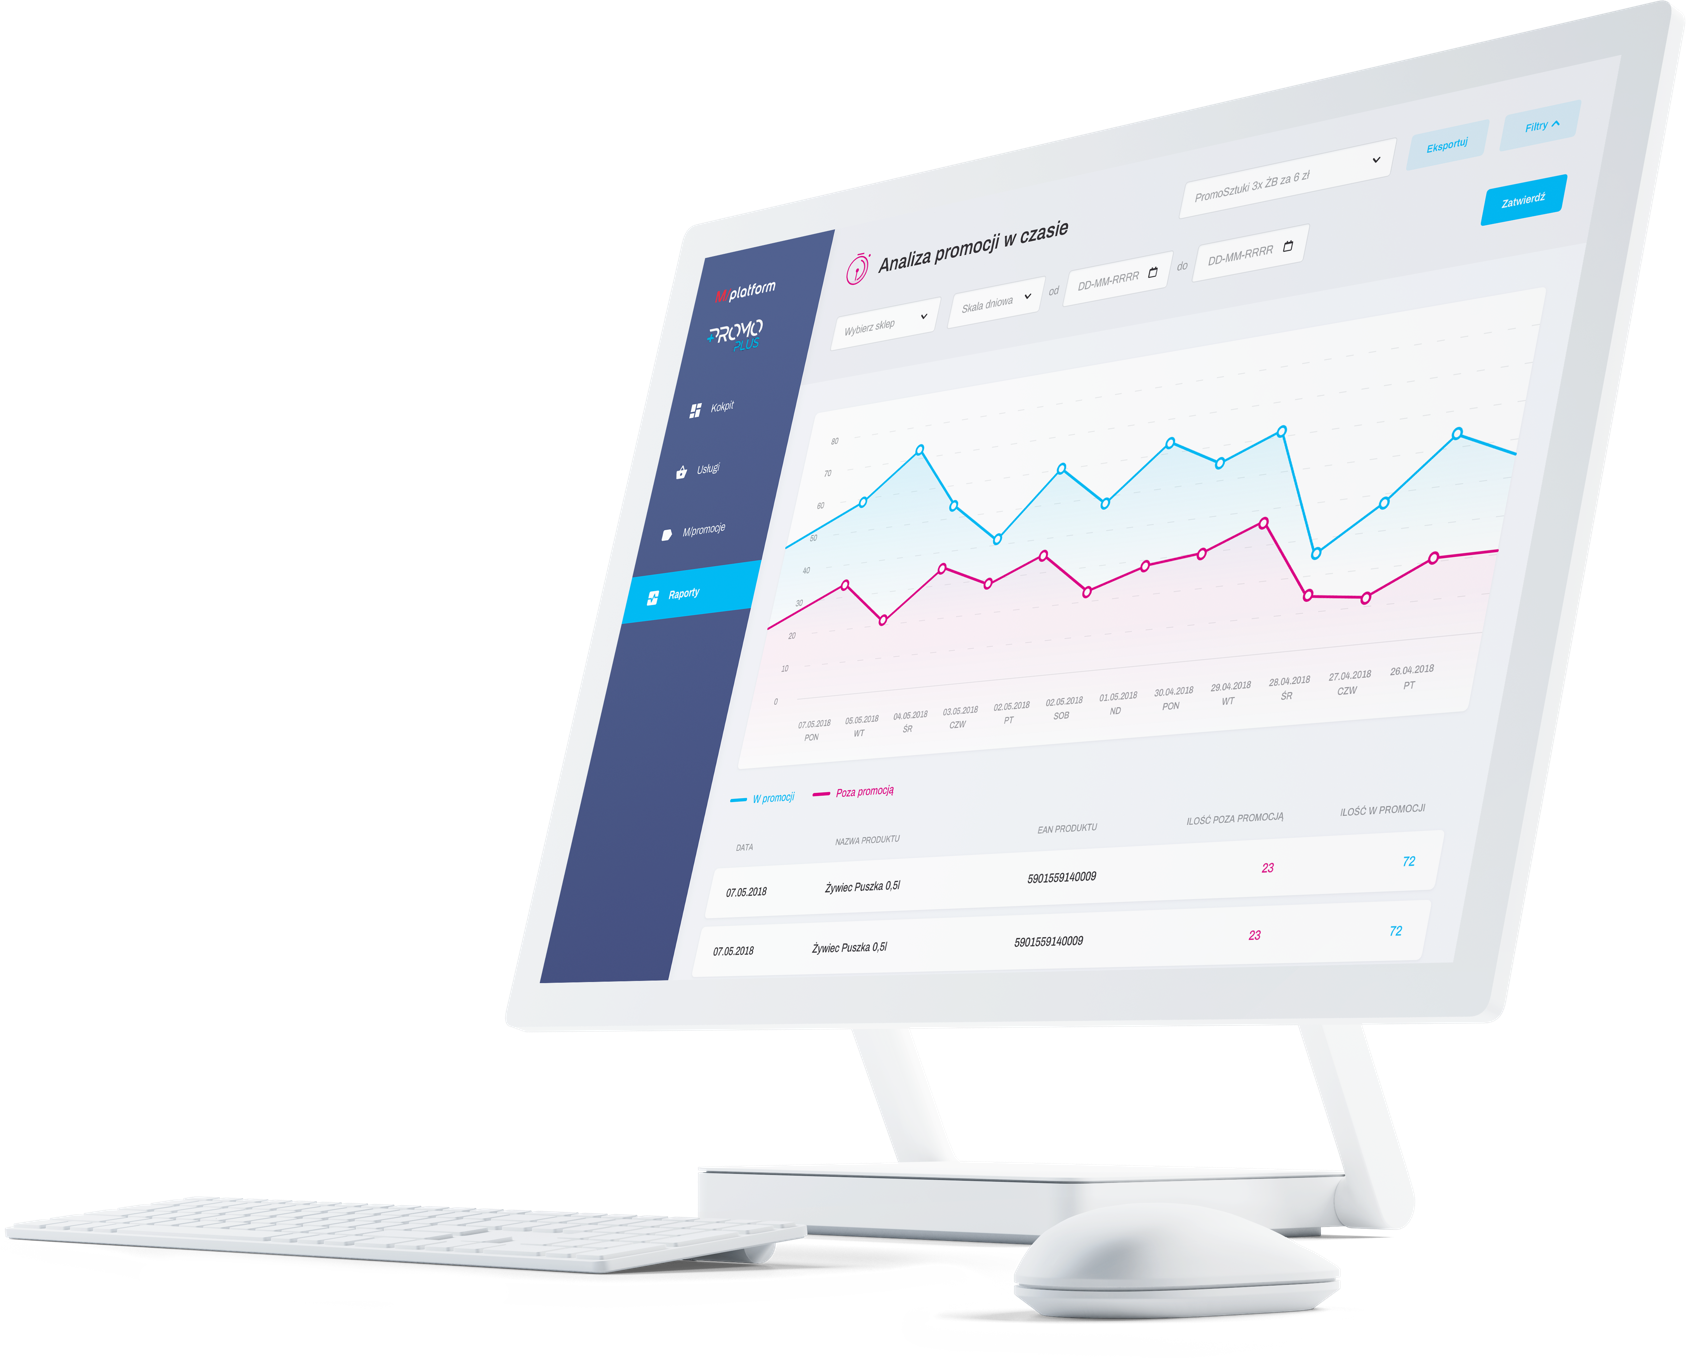 M/platform
PROMO
PLUS
Kokpit
Usługi
M/promocje
Raporty
Analiza promocji w czasie
PromoSztuki 3x ŻB za 6 zł
Eksportuj
Filtry
Zatwierdź
Wybierz sklep
Skala dniowa
od
DD-MM-RRRR
do
DD-MM-RRRR
80
70
60
50
40
30
20
10
0
07.05.2018
PON
05.05.2018
WT
04.05.2018
ŚR
03.05.2018
CZW
02.05.2018
PT
02.05.2018
SOB
01.05.2018
ND
30.04.2018
PON
29.04.2018
WT
28.04.2018
ŚR
27.04.2018
CZW
26.04.2018
PT
W promocji
Poza promocją
DATA NAZWA PRODUKTU EAN PRODUKTU ILOŚĆ POZA PROMOCJĄ ILOŚĆ W PROMOCJI
07.05.2018 Żywiec Puszka 0,5l 5901559140009 23 72
07.05.2018 Żywiec Puszka 0,5l 5901559140009 23 72